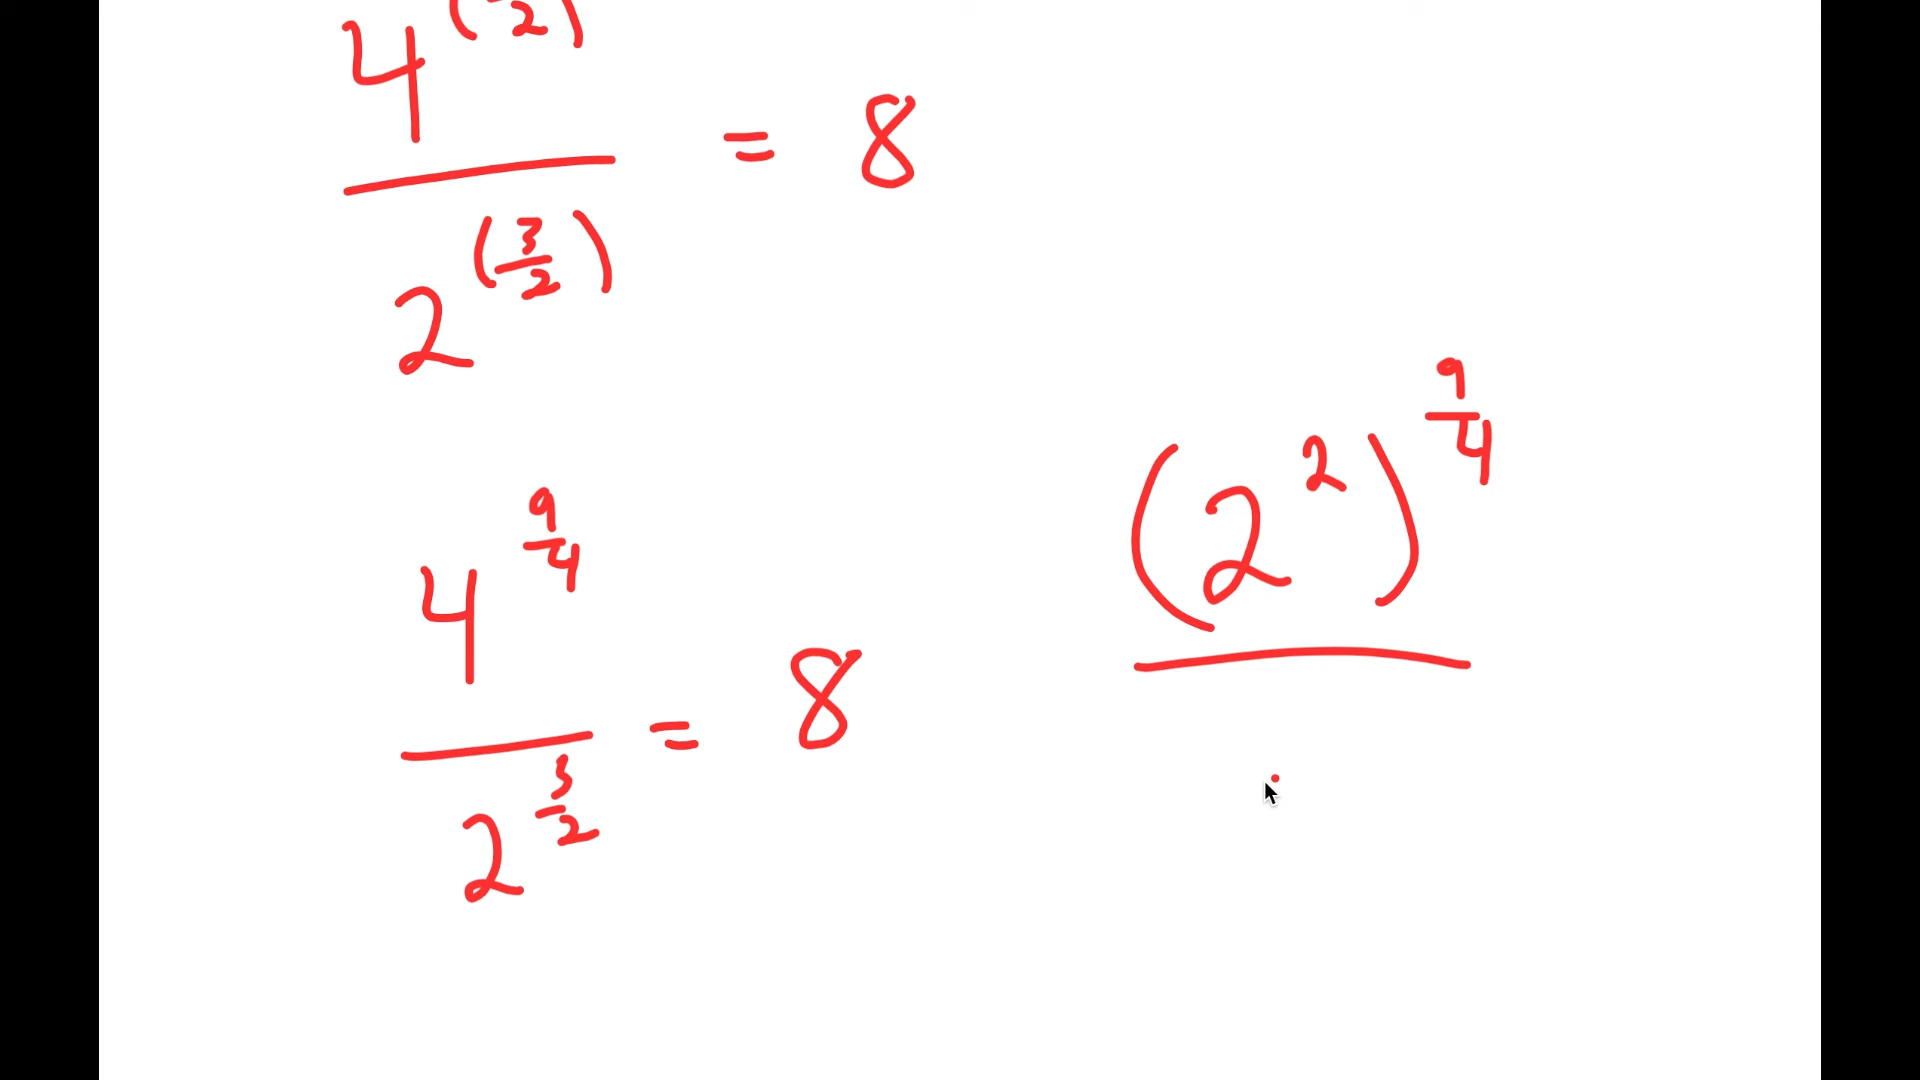 4^( /2) / 2^(3/2) = 8
4^(9/4) / 2^(3/2) = 8
(2^2)^(9/4) /